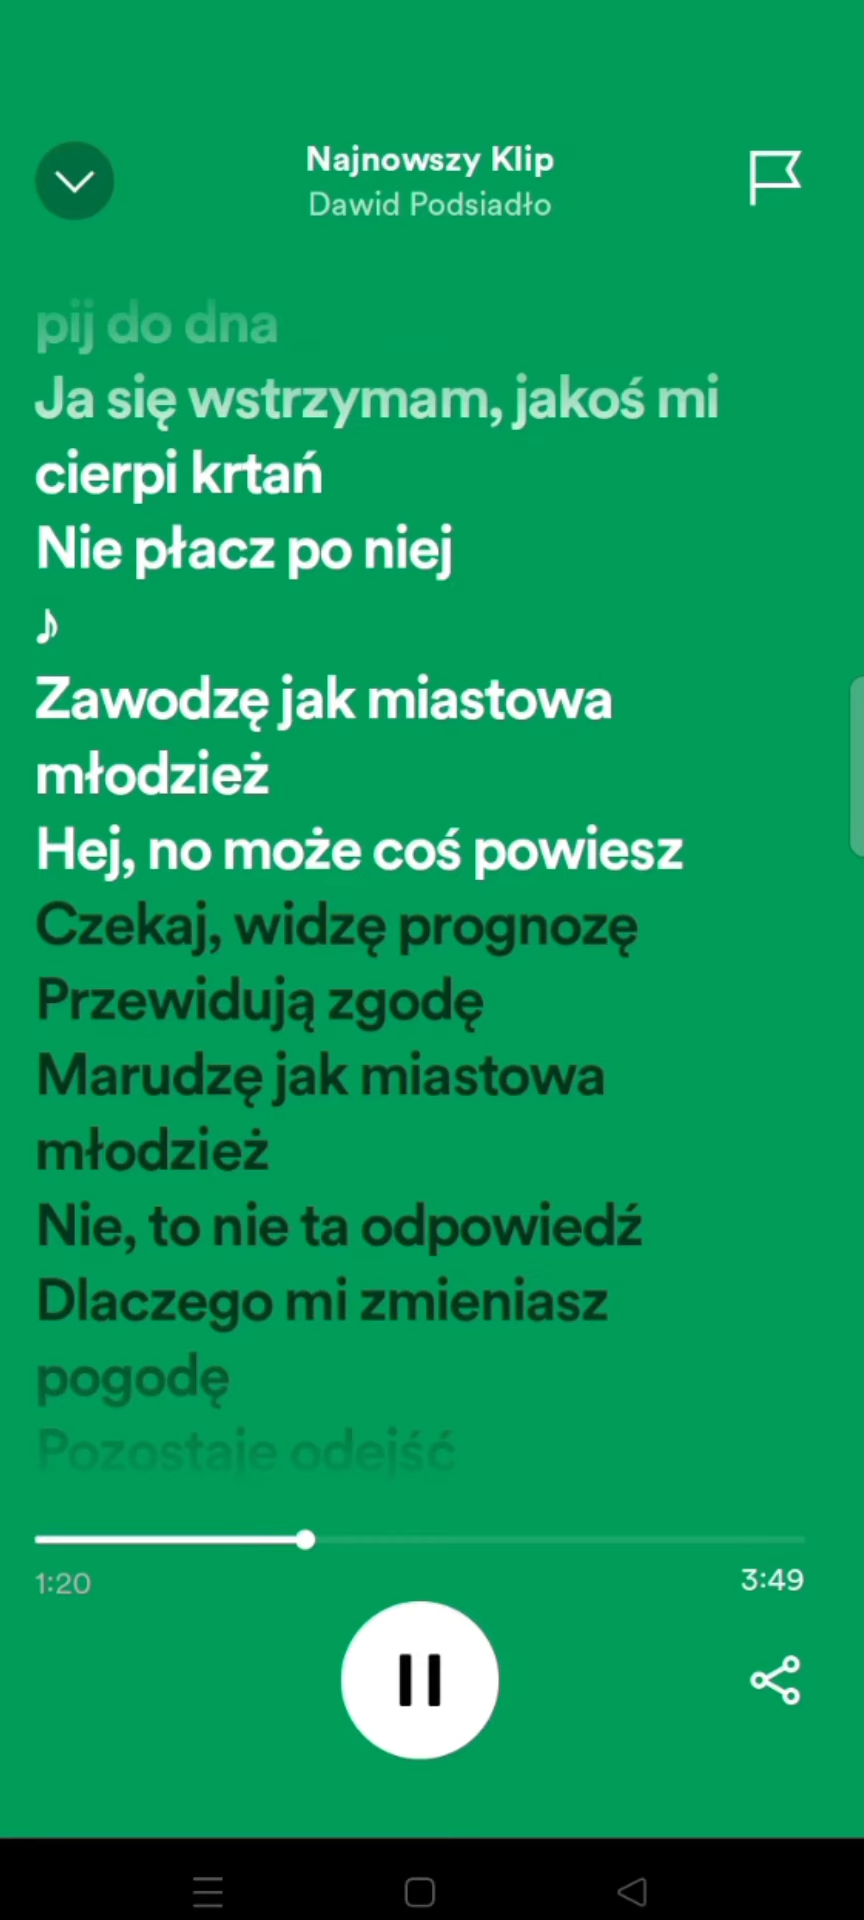 Najnowszy Klip
Dawid Podsiadło
pij do dna
Ja się wstrzymam, jakoś mi
cierpi krtań
Nie płacz po niej
♪
Zawodzę jak miastowa
młodzież
Hej, no może coś powiesz
Czekaj, widzę prognozę
Przewidują zgodę
Marudzę jak miastowa
młodzież
Nie, to nie ta odpowiedź
Dlaczego mi zmieniasz
pogodę
Pozostaje odejść
1:20
3:49